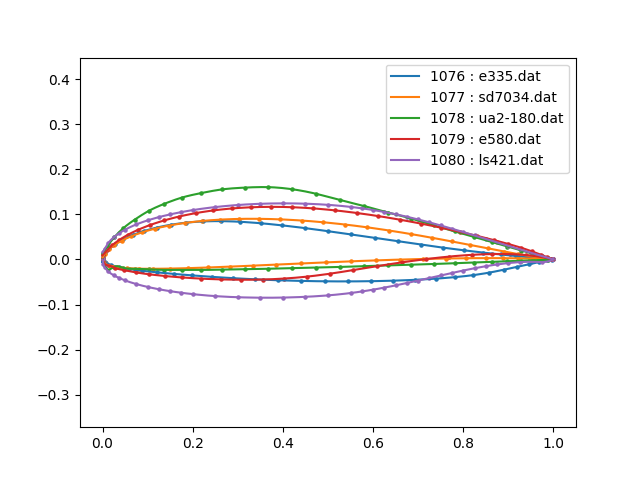 0.4
0.3
0.2
0.1
0.0
−0.1
−0.2
−0.3
0.0 0.2 0.4 0.6 0.8 1.0
1076 : e335.dat
1077 : sd7034.dat
1078 : ua2-180.dat
1079 : e580.dat
1080 : ls421.dat